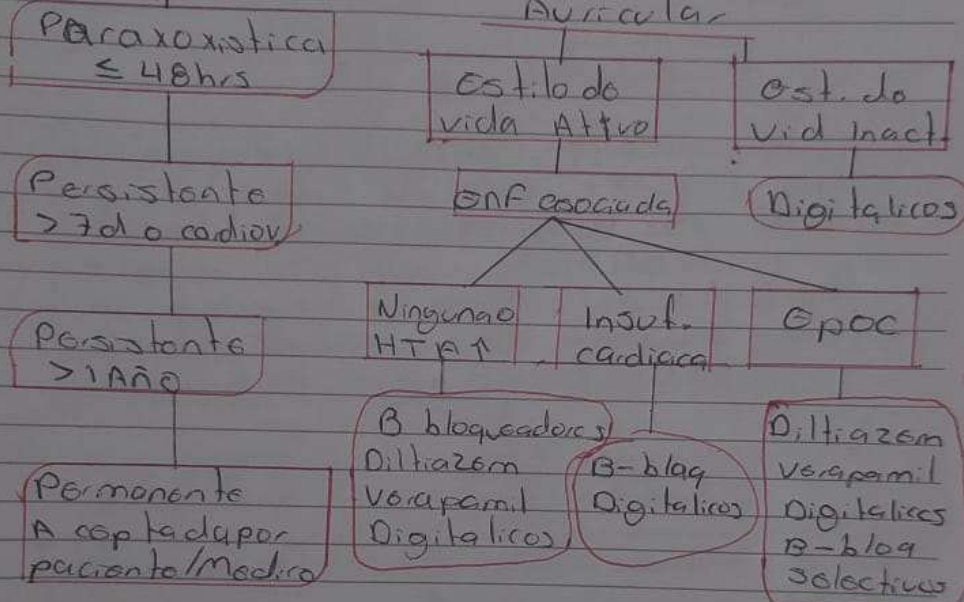 Paraxoxistica
≤ 48hrs
Persistente
> 7d o cardiov
Persistente
> 1 Año
Permanente
Aceptada por
paciente/Medico
Auricular
Estilo de
vida Attvo
Est. de
Vid Inact.
Enf asociada
Digitalicos
Ninguna o
HTA↑
Insuf.
cardiaca
Epoc
B bloqueadores
Diltiazem
Verapamil
Digitalicos
B-bloq
Digitalicos
Diltiazem
Verapamil
Digitalicos
B-bloq
Selectivos